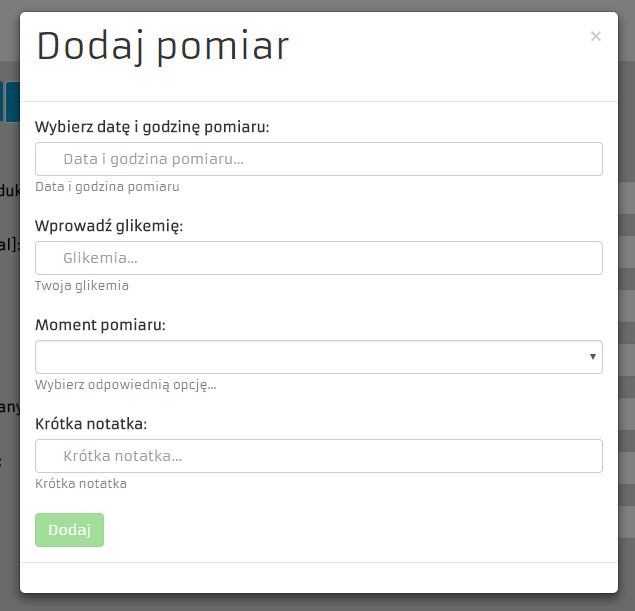 Dodaj pomiar
×
Wybierz datę i godzinę pomiaru:
Data i godzina pomiaru...
Data i godzina pomiaru
Wprowadź glikemię:
Glikemia...
Twoja glikemia
Moment pomiaru:
Wybierz odpowiednią opcję...
Krótka notatka:
Krótka notatka...
Krótka notatka
Dodaj